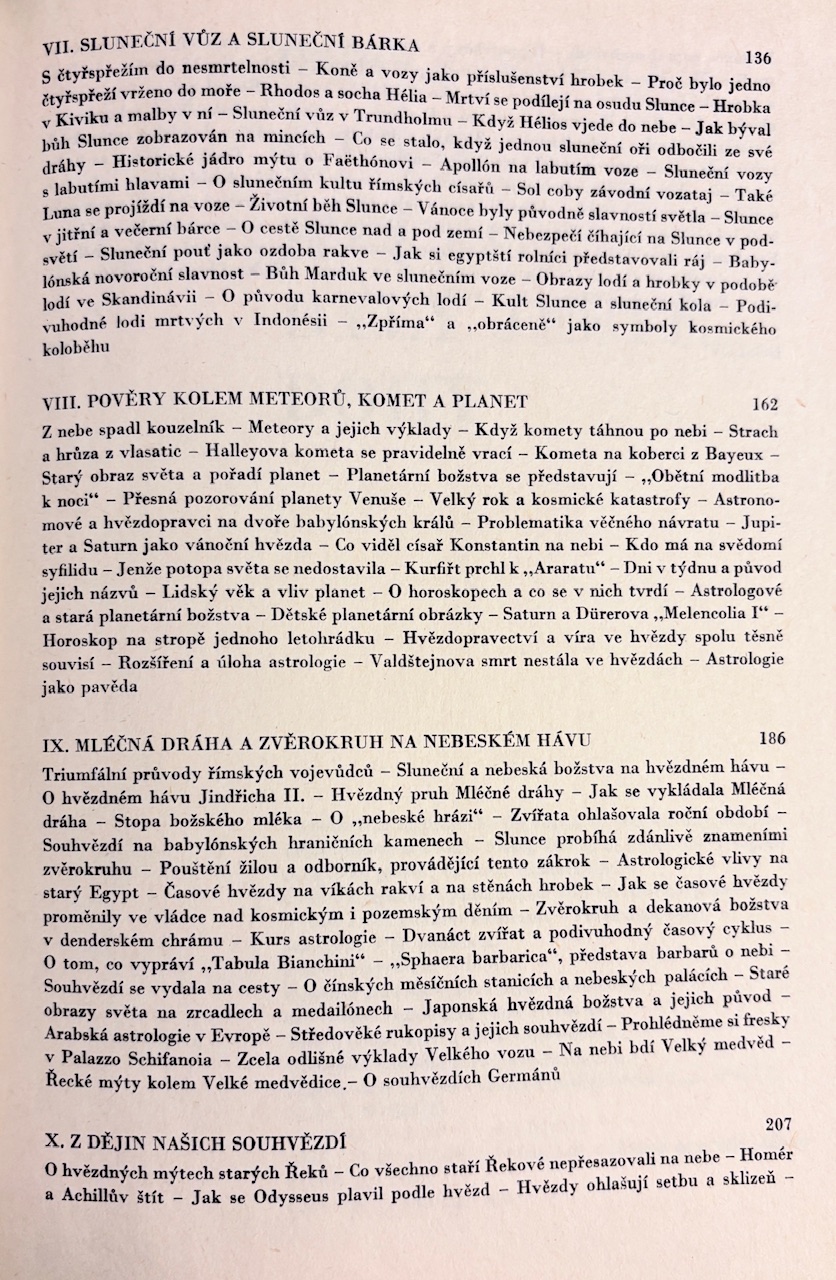 VII. SLUNEČNÍ VŮZ A SLUNEČNÍ BÁRKA 136
S čtyřspřežím do nesmrtelnosti – Koně a vozy jako příslušenství hrobek – Proč bylo jedno
čtyřspřeží vrženo do moře – Rhodos a socha Hélia – Mrtví se podílejí na osudu Slunce – Hrobka
v Kiviku a malby v ní – Sluneční vůz v Trundholmu – Když Hélios vjede do nebe – Jak býval
bůh Slunce zobrazován na mincích – Co se stalo, když jednou sluneční oři odbočili ze své
dráhy – Historické jádro mýtu o Faëthónovi – Apollón na labutím voze – Sluneční vozy
s labutími hlavami – O slunečním kultu římských císařů – Sol coby závodní vozataj – Také
Luna se projíždí na voze – Životní běh Slunce – Vánoce byly původně slavností světla – Slunce
v jitřní a večerní bárce – O cestě Slunce nad a pod zemí – Nebezpečí číhající na Slunce v pod-
světí – Sluneční pouť jako ozdoba rakve – Jak si egyptští rolníci představovali ráj – Baby-
lónská novoroční slavnost – Bůh Marduk ve slunečním voze – Obrazy lodí a hrobky v podobě
lodí ve Skandinávii – O původu karnevalových lodí – Kult Slunce a sluneční kola – Podi-
vuhodné lodi mrtvých v Indonésii – „Zpříma“ a „obráceně“ jako symboly kosmického
koloběhu
VIII. POVĚRY KOLEM METEORŮ, KOMET A PLANET 162
Z nebe spadl kouzelník – Meteory a jejich výklady – Když komety táhnou po nebi – Strach
a hrůza z vlasatic – Halleyova kometa se pravidelně vrací – Kometa na koberci z Bayeux –
Starý obraz světa a pořadí planet – Planetární božstva se představují – „Obětní modlitba
k noci“ – Přesná pozorování planety Venuše – Velký rok a kosmické katastrofy – Astrono-
mové a hvězdopravci na dvoře babylónských králů – Problematika věčného návratu – Jupi-
ter a Saturn jako vánoční hvězda – Co viděl císař Konstantin na nebi – Kdo má na svědomí
syfilidu – Jenže potopa světa se nedostavila – Kurfiřt prchl k „Araratu“ – Dni v týdnu a původ
jejich názvů – Lidský věk a vliv planet – O horoskopech a co se v nich tvrdí – Astrologové
a stará planetární božstva – Dětské planetární obrázky – Saturn a Dürerova „Melencolia I“ –
Horoskop na stropě jednoho letohrádku – Hvězdopravectví a víra ve hvězdy spolu těsně
souvisí – Rozšíření a úloha astrologie – Valdštejnova smrt nestála ve hvězdách – Astrologie
jako pavěda
IX. MLÉČNÁ DRÁHA A ZVĚROKRUH NA NEBESKÉM HÁVU 186
Triumfální průvody římských vojevůdců – Sluneční a nebeská božstva na hvězdném hávu –
O hvězdném hávu Jindřicha II. – Hvězdný pruh Mléčné dráhy – Jak se vykládala Mléčná
dráha – Stopa božského mléka – O „nebeské hrázi“ – Zvířata ohlašovala roční období –
Souhvězdí na babylónských hraničních kamenech – Slunce probíhá zdánlivě znameními
zvěrokruhu – Pouštění žilou a odborník, provádějící tento zákrok – Astrologické vlivy na
starý Egypt – Časové hvězdy na víkách rakví a na stěnách hrobek – Jak se časové hvězdy
proměnily ve vládce nad kosmickým i pozemským děním – Zvěrokruh a dekanová božstva
v denderském chrámu – Kurs astrologie – Dvanáct zvířat a podivuhodný časový cyklus –
O tom, co vypráví „Tabula Bianchini“ – „Sphaera barbarica“, představa barbarů o nebi –
Souhvězdí se vydala na cesty – O čínských měsíčních stanicích a nebeských palácích – Staré
obrazy světa na zrcadlech a medailónech – Japonská hvězdná božstva a jejich původ –
Arabská astrologie v Evropě – Středověké rukopisy a jejich souhvězdí – Prohlédněme si fresky
v Palazzo Schifanoia – Zcela odlišné výklady Velkého vozu – Na nebi bdí Velký medvěd –
Řecké mýty kolem Velké medvědice.– O souhvězdích Germánů
X. Z DĚJIN NAŠICH SOUHVĚZDÍ 207
O hvězdných mýtech starých Řeků – Co všechno staří Řekové nepřesazovali na nebe – Homér
a Achillův štít – Jak se Odysseus plavil podle hvězd – Hvězdy ohlašují setbu a sklizeň –